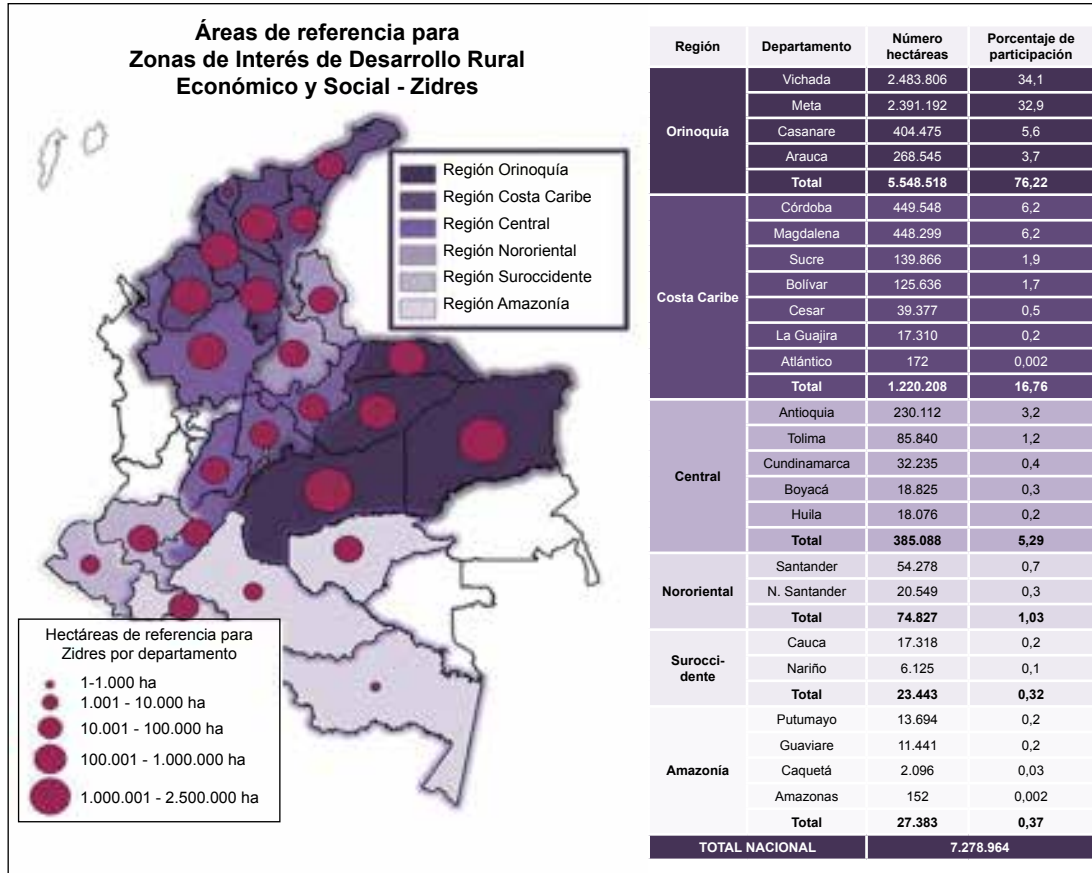 Áreas de referencia para
Zonas de Interés de Desarrollo Rural
Económico y Social - Zidres
Región Orinoquía
Región Costa Caribe
Región Central
Región Nororiental
Región Suroccidente
Región Amazonía
Hectáreas de referencia para
Zidres por departamento
1-1.000 ha
1.001 - 10.000 ha
10.001 - 100.000 ha
100.001 - 1.000.000 ha
1.000.001 - 2.500.000 ha
Región Departamento Número hectáreas Porcentaje de participación
Orinoquía
Vichada 2.483.806 34,1
Meta 2.391.192 32,9
Casanare 404.475 5,6
Arauca 268.545 3,7
Total 5.548.518 76,22
Costa Caribe
Córdoba 449.548 6,2
Magdalena 448.299 6,2
Sucre 139.866 1,9
Bolívar 125.636 1,7
Cesar 39.377 0,5
La Guajira 17.310 0,2
Atlántico 172 0,002
Total 1.220.208 16,76
Central
Antioquia 230.112 3,2
Tolima 85.840 1,2
Cundinamarca 32.235 0,4
Boyacá 18.825 0,3
Huila 18.076 0,2
Total 385.088 5,29
Nororiental
Santander 54.278 0,7
N. Santander 20.549 0,3
Total 74.827 1,03
Surocci-
dente
Cauca 17.318 0,2
Nariño 6.125 0,1
Total 23.443 0,32
Amazonía
Putumayo 13.694 0,2
Guaviare 11.441 0,2
Caquetá 2.096 0,03
Amazonas 152 0,002
Total 27.383 0,37
TOTAL NACIONAL 7.278.964